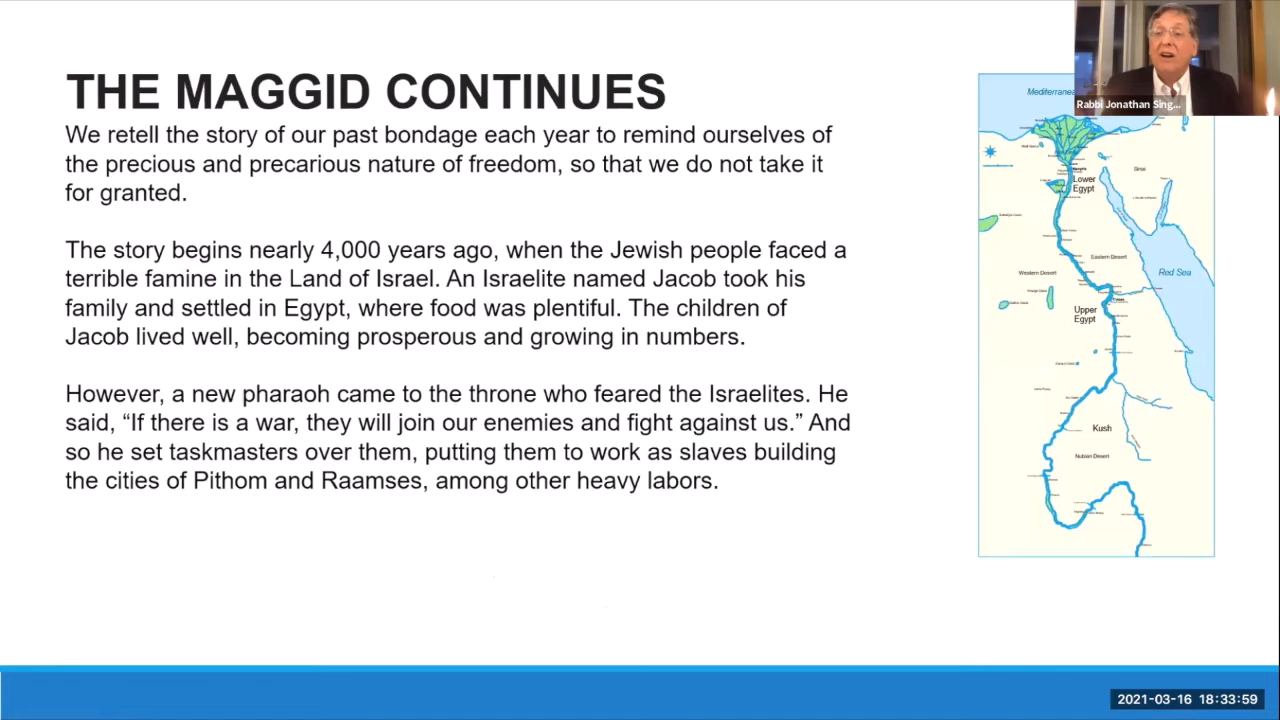 THE MAGGID CONTINUES
We retell the story of our past bondage each year to remind ourselves of
the precious and precarious nature of freedom, so that we do not take it
for granted.
The story begins nearly 4,000 years ago, when the Jewish people faced a
terrible famine in the Land of Israel. An Israelite named Jacob took his
family and settled in Egypt, where food was plentiful. The children of
Jacob lived well, becoming prosperous and growing in numbers.
However, a new pharaoh came to the throne who feared the Israelites. He
said, “If there is a war, they will join our enemies and fight against us.” And
so he set taskmasters over them, putting them to work as slaves building
the cities of Pithom and Raamses, among other heavy labors.
Rabbi Jonathan Sing...
Lower
Egypt
Sinai
Eastern Desert
Western Desert
Red Sea
Upper
Egypt
Kush
Nubian Desert
2021-03-16 18:33:59